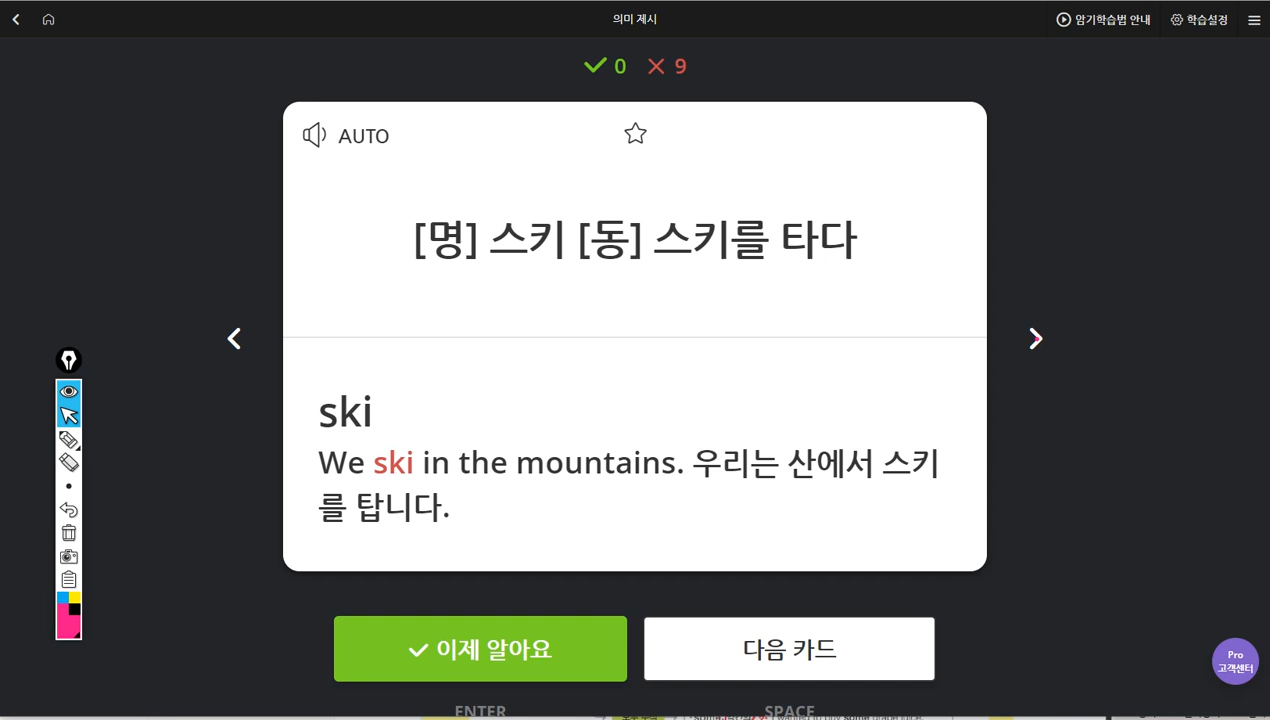 의미 제시
암기학습법 안내
학습설정
0 9
AUTO
[명] 스키 [동] 스키를 타다
ski
We ski in the mountains. 우리는 산에서 스키
를 탑니다.
이제 알아요
다음 카드
Pro
고객센터
ENTER
SPACE